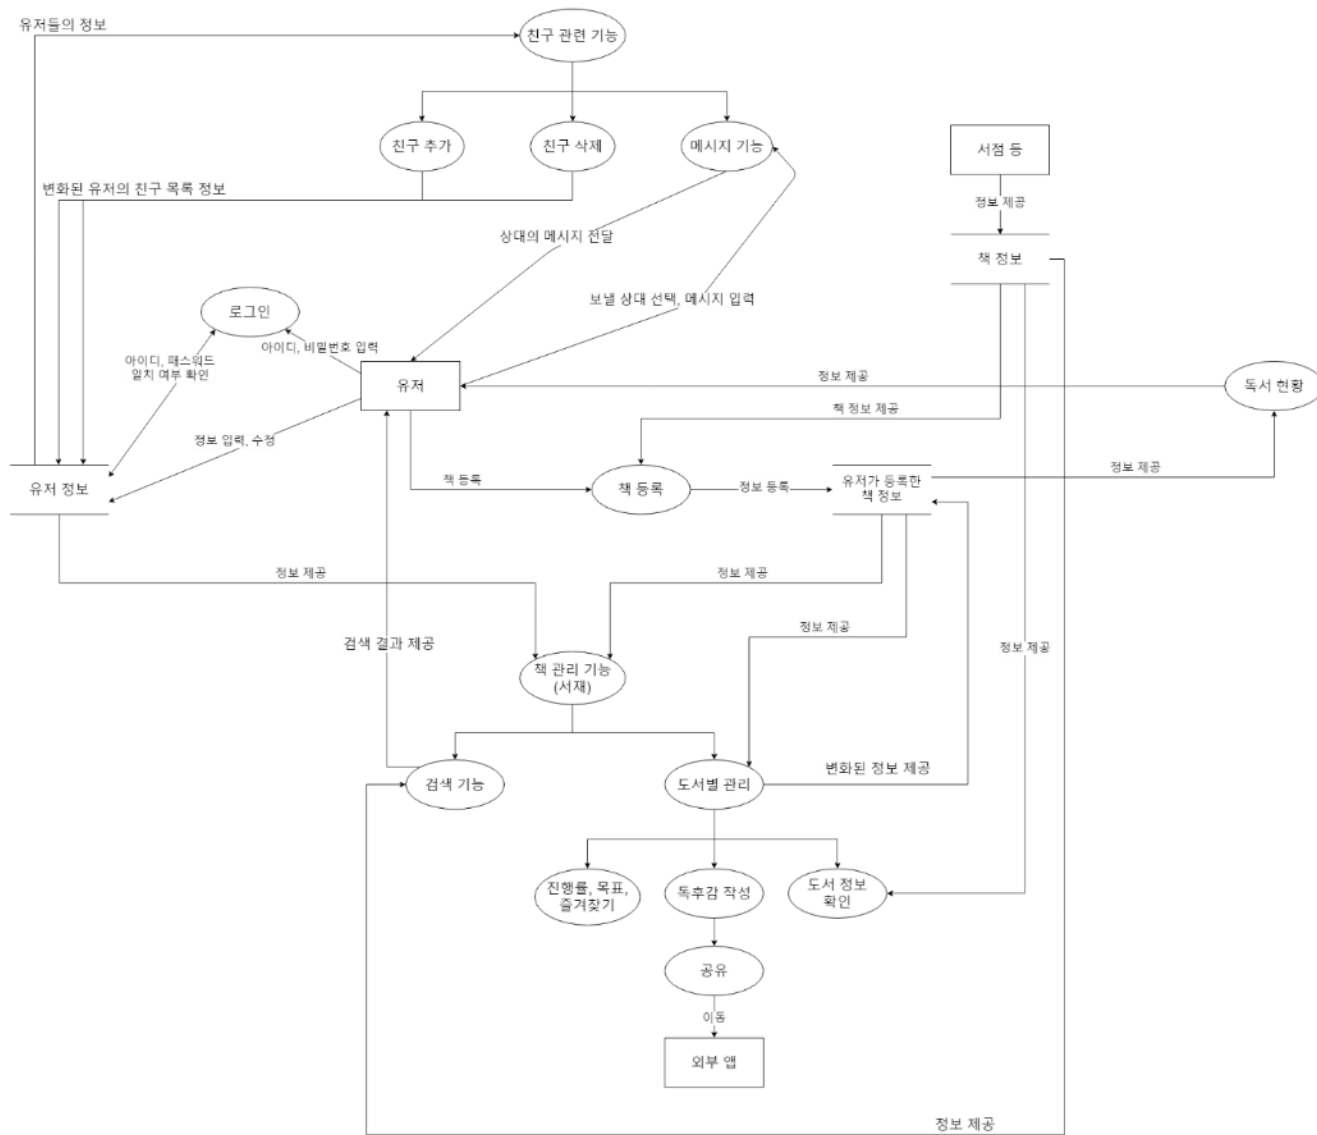 유저들의 정보
친구 관련 기능
친구 추가
친구 삭제
메시지 기능
서점 등
변화된 유저의 친구 목록 정보
정보 제공
상대의 메시지 전달
책 정보
보낼 상대 선택, 메시지 입력
로그인
아이디, 비밀번호 입력
아이디, 패스워드
일치 여부 확인
유저
정보 제공
독서 현황
책 정보 제공
정보 입력, 수정
정보 제공
유저 정보
책 등록
책 등록
정보 등록
유저가 등록한
책 정보
정보 제공
정보 제공
정보 제공
검색 결과 제공
정보 제공
책 관리 기능
(서재)
검색 기능
도서별 관리
변화된 정보 제공
진행률, 목표,
즐겨찾기
독후감 작성
도서 정보
확인
공유
이동
외부 앱
정보 제공